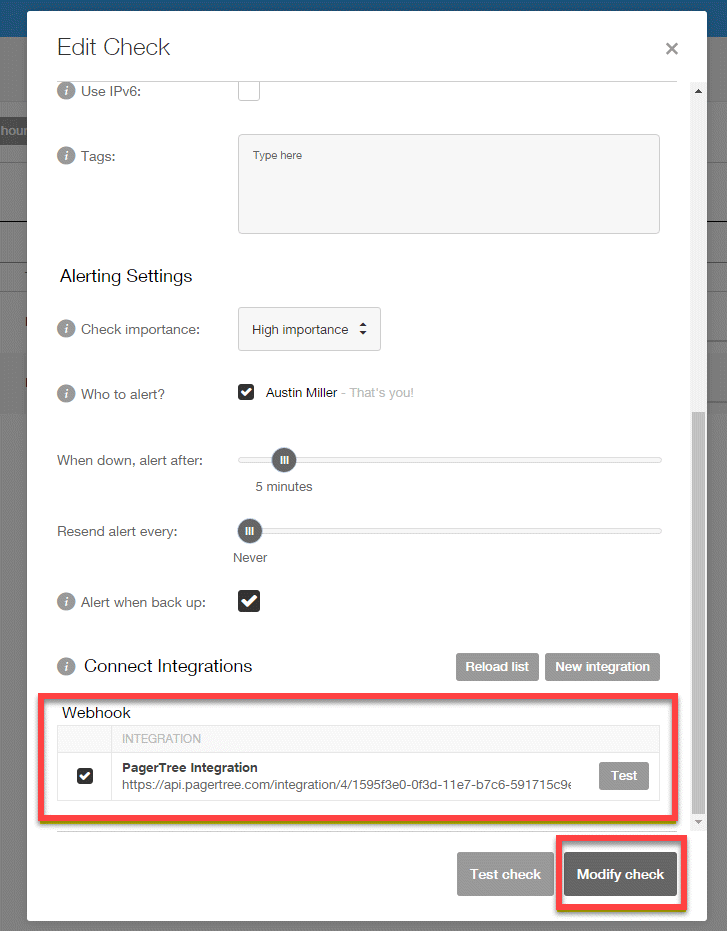 Edit Check
×
Use IPv6:
hour
Tags:
Type here
Alerting Settings
Check importance:
High importance
Who to alert?
Austin Miller - That's you!
When down, alert after:
5 minutes
Resend alert every:
Never
Alert when back up:
Connect Integrations
Reload list
New integration
Webhook
INTEGRATION
PagerTree Integration
https://api.pagertree.com/integration/4/1595f3e0-0f3d-11e7-b7c6-591715c9e
Test
Test check
Modify check